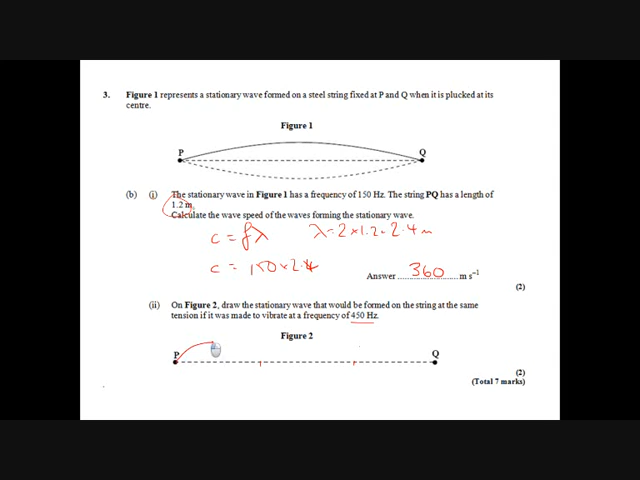 3. Figure 1 represents a stationary wave formed on a steel string fixed at P and Q when it is plucked at its
centre.
Figure 1
P Q
(b) (i) The stationary wave in Figure 1 has a frequency of 150 Hz. The string PQ has a length of
1.2 m.
Calculate the wave speed of the waves forming the stationary wave.
c = fλ λ = 2 × 1.2 = 2.4 m
c = 150 × 2.4
Answer 360 m s⁻¹
(2)
(ii) On Figure 2, draw the stationary wave that would be formed on the string at the same
tension if it was made to vibrate at a frequency of 450 Hz.
Figure 2
P Q
(2)
(Total 7 marks)